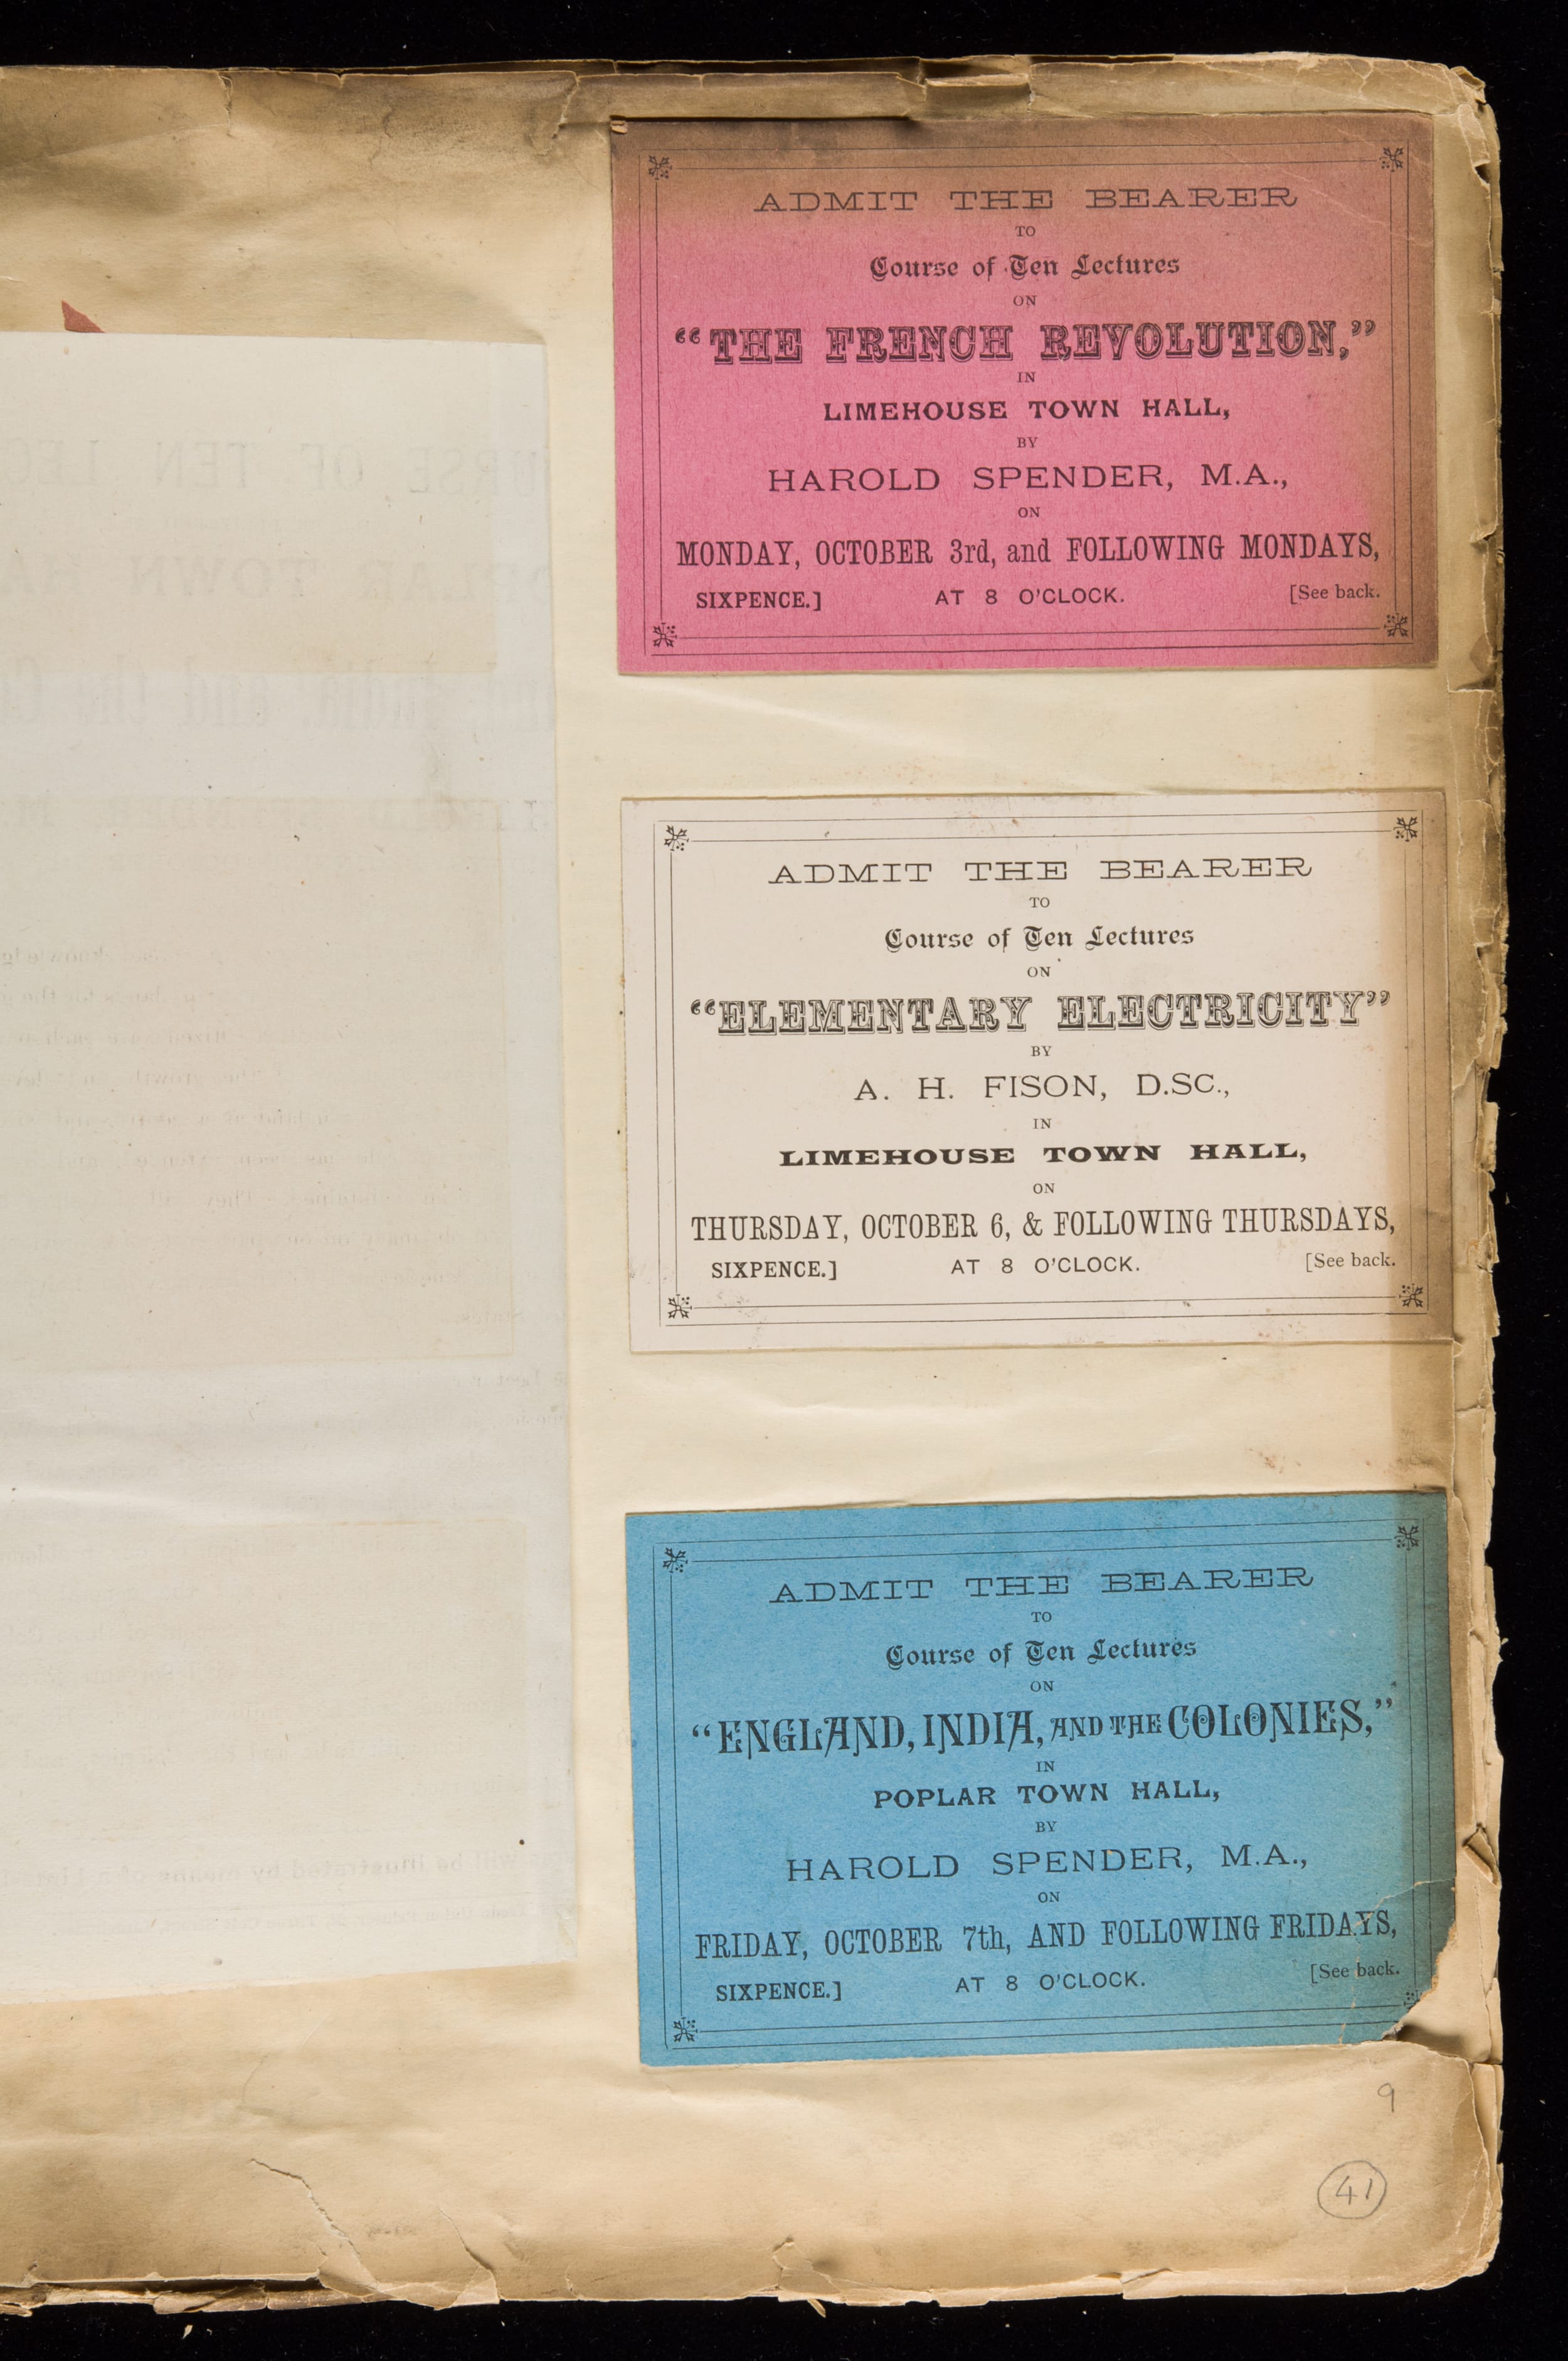 ADMIT THE BEARER
TO
Course of Ten Lectures
ON
“THE FRENCH REVOLUTION,”
IN
LIMEHOUSE TOWN HALL,
BY
HAROLD SPENDER, M.A.,
ON
MONDAY, OCTOBER 3rd, and FOLLOWING MONDAYS,
SIXPENCE.] AT 8 O'CLOCK. [See back.
ADMIT THE BEARER
TO
Course of Ten Lectures
ON
“ELEMENTARY ELECTRICITY”
BY
A. H. FISON, D.SC.,
IN
LIMEHOUSE TOWN HALL,
ON
THURSDAY, OCTOBER 6, & FOLLOWING THURSDAYS,
SIXPENCE.] AT 8 O'CLOCK. [See back.
ADMIT THE BEARER
TO
Course of Ten Lectures
ON
“ENGLAND, INDIA, AND THE COLONIES,”
IN
POPLAR TOWN HALL,
BY
HAROLD SPENDER, M.A.,
ON
FRIDAY, OCTOBER 7th, AND FOLLOWING FRIDAYS,
SIXPENCE.] AT 8 O'CLOCK. [See back.
9
41